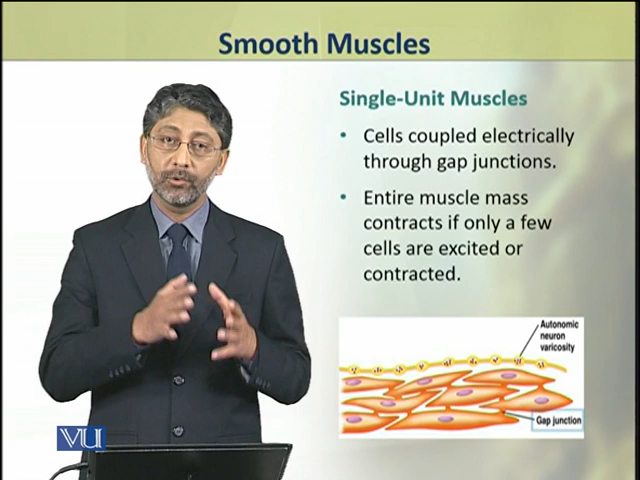 Smooth Muscles
Single-Unit Muscles
• Cells coupled electrically
through gap junctions.
• Entire muscle mass
contracts if only a few
cells are excited or
contracted.
Autonomic
neuron
varicosity
Gap junction
VU